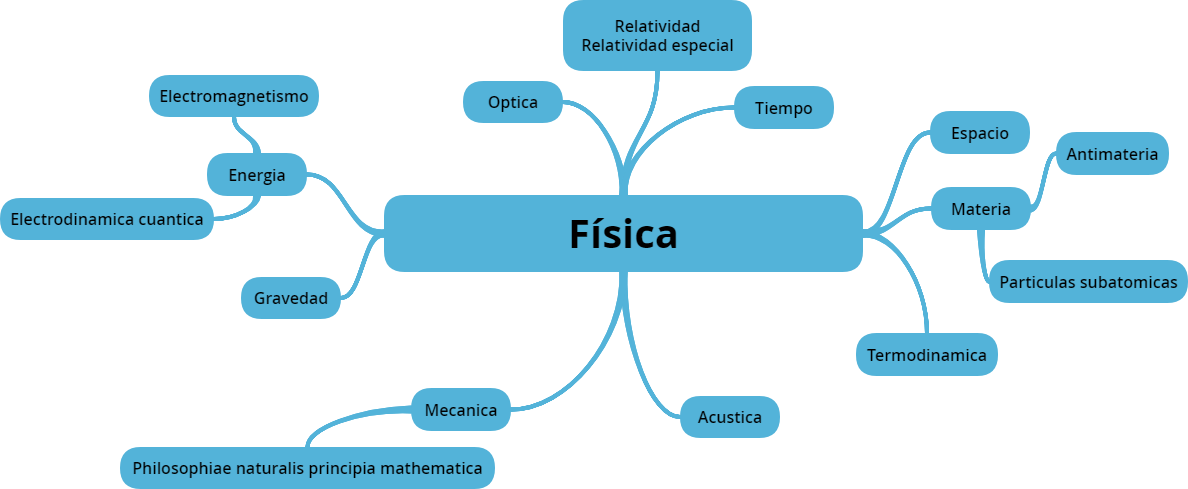 Relatividad
Relatividad especial
Electromagnetismo
Optica
Tiempo
Espacio
Antimateria
Energia
Materia
Electrodinamica cuantica
Física
Particulas subatomicas
Gravedad
Termodinamica
Mecanica
Acustica
Philosophiae naturalis principia mathematica